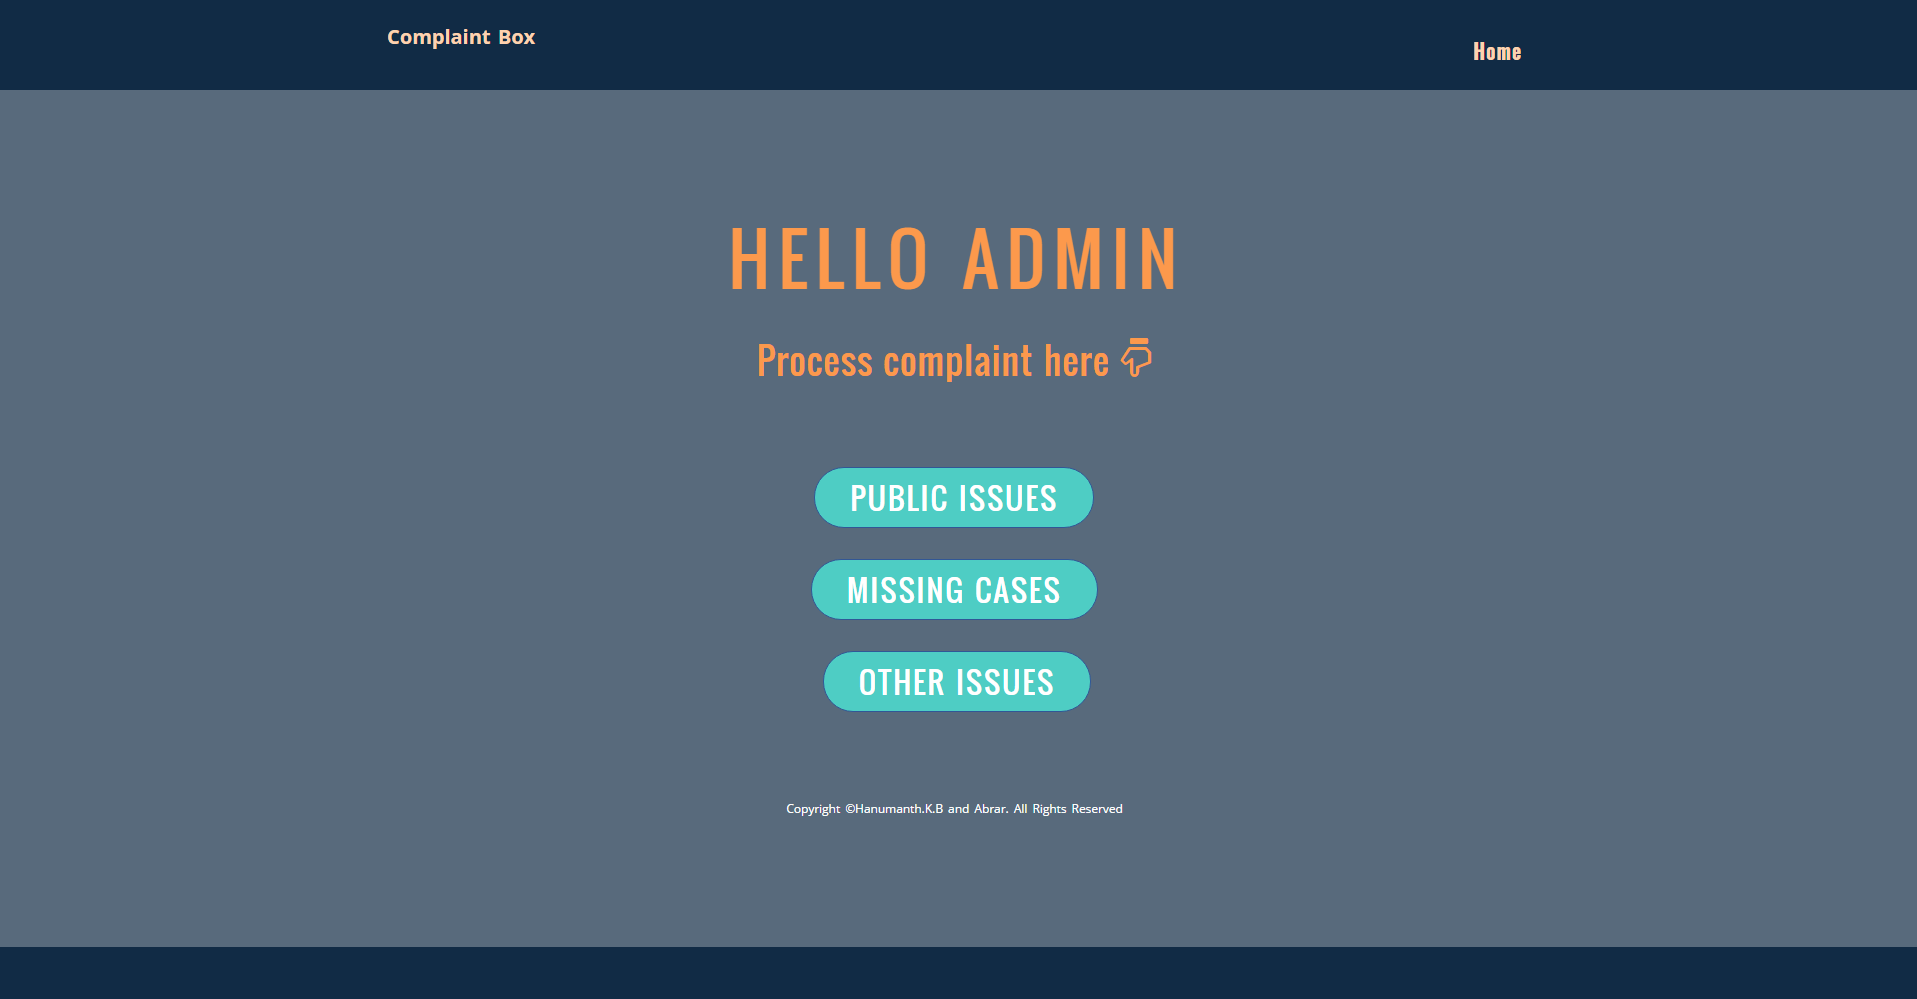 Complaint Box
Home
HELLO ADMIN
Process complaint here
PUBLIC ISSUES
MISSING CASES
OTHER ISSUES
Copyright ©Hanumanth.K.B and Abrar. All Rights Reserved